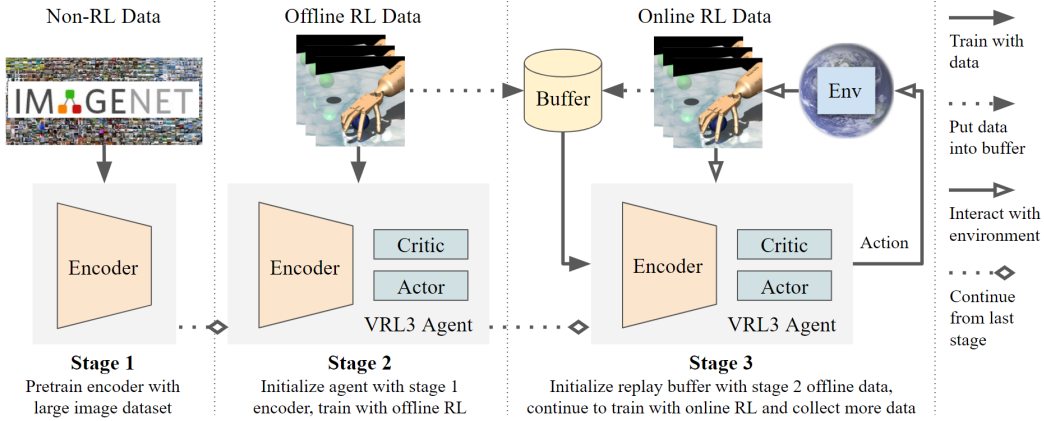 Non-RL Data
IMAGENET
Encoder
Stage 1
Pretrain encoder with
large image dataset
Offline RL Data
Encoder
Critic
Actor
VRL3 Agent
Stage 2
Initialize agent with stage 1
encoder, train with offline RL
Online RL Data
Buffer
Env
Encoder
Critic
Actor
VRL3 Agent
Action
Stage 3
Initialize replay buffer with stage 2 offline data,
continue to train with online RL and collect more data
Train with
data
Put data
into buffer
Interact with
environment
Continue
from last
stage